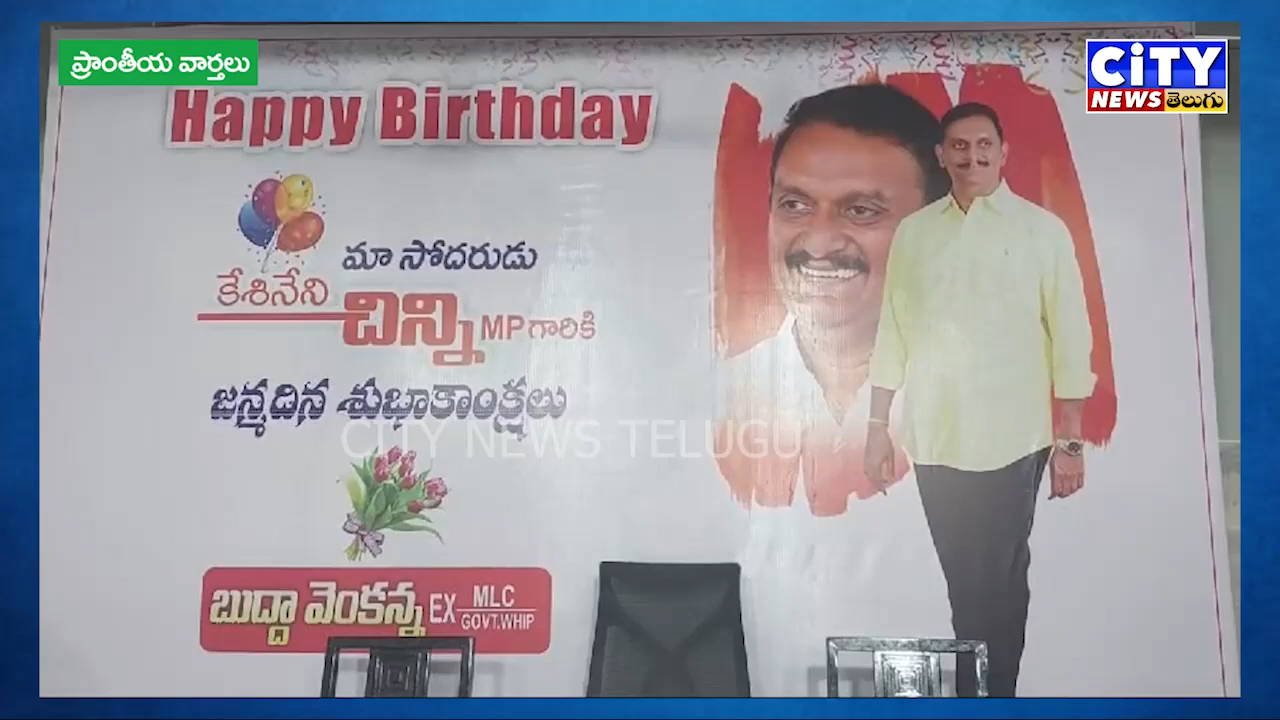 ప్రాంతీయ వార్తలు
CiTY
NEWS తెలుగు
Happy Birthday
మా సోదరుడు
కేశినేని
చిన్ని MP గారికి
జన్మదిన శుభాకాంక్షలు
CITY NEWS TELUGU
బుద్దా వెంకన్న EX MLC
GOVT.WHIP